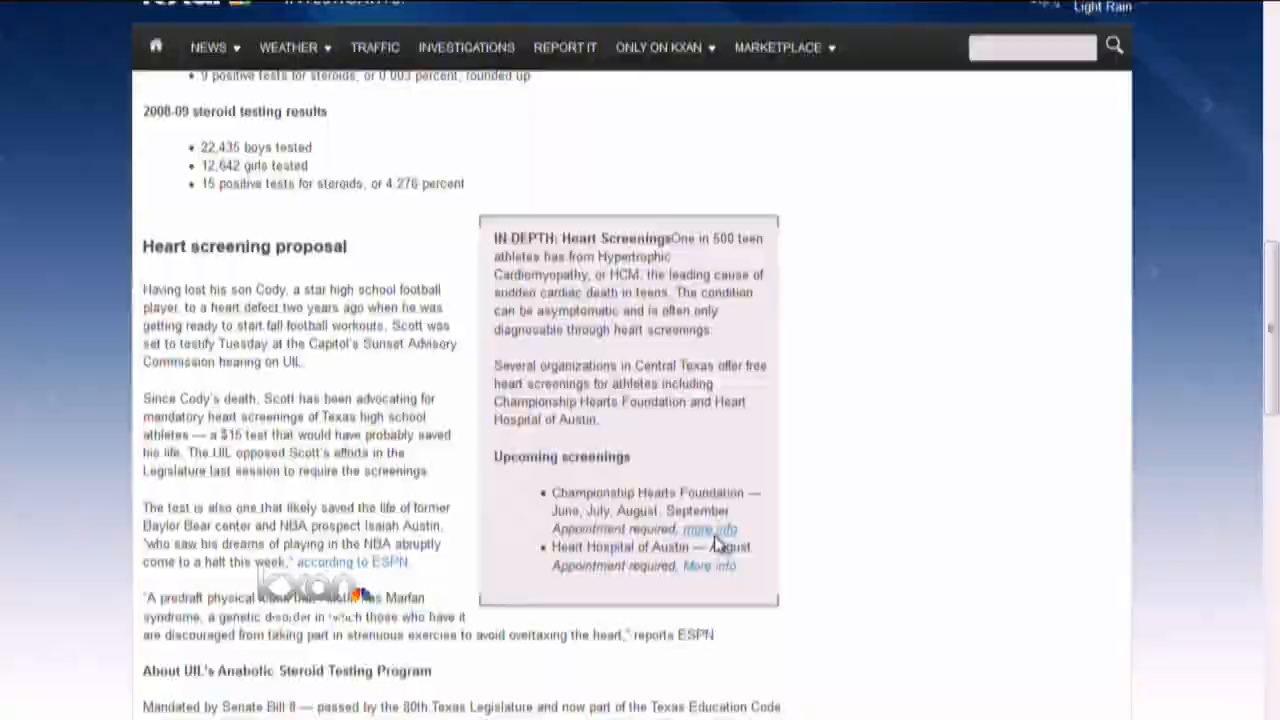 INVESTIGATIVE.
Light Rain
NEWS WEATHER TRAFFIC INVESTIGATIONS REPORT IT ONLY ON KXAN MARKETPLACE
9 positive tests for steroids, or 0.003 percent, rounded up
2008-09 steroid testing results
22,435 boys tested
12,642 girls tested
15 positive tests for steroids, or 4.276 percent
Heart screening proposal
Having lost his son Cody, a star high school football
player, to a heart defect two years ago when he was
getting ready to start fall football workouts, Scott was
set to testify Tuesday at the Capitol's Sunset Advisory
Commission hearing on UIL.
Since Cody's death, Scott has been advocating for
mandatory heart screenings of Texas high school
athletes — a $15 test that would have probably saved
his life. The UIL opposed Scott's efforts in the
Legislature last session to require the screenings.
The test is also one that likely saved the life of former
Baylor Bear center and NBA prospect Isaiah Austin,
"who saw his dreams of playing in the NBA abruptly
come to a halt this week," according to ESPN.
"A predraft physical Marfan
syndrome, a genetic disorder in which those who have it
are discouraged from taking part in strenuous exercise to avoid overtaxing the heart," reports ESPN
IN DEPTH: Heart ScreeningsOne in 500 teen
athletes has from Hypertrophic
Cardiomyopathy, or HCM, the leading cause of
sudden cardiac death in teens. The condition
can be asymptomatic and is often only
diagnosable through heart screenings.
Several organizations in Central Texas offer free
heart screenings for athletes including
Championship Hearts Foundation and Heart
Hospital of Austin.
Upcoming screenings
Championship Hearts Foundation —
June, July, August, September
Appointment required, more info
Heart Hospital of Austin — August
Appointment required, More info
kxan
About UIL's Anabolic Steroid Testing Program
Mandated by Senate Bill 8 — passed by the 80th Texas Legislature and now part of the Texas Education Code